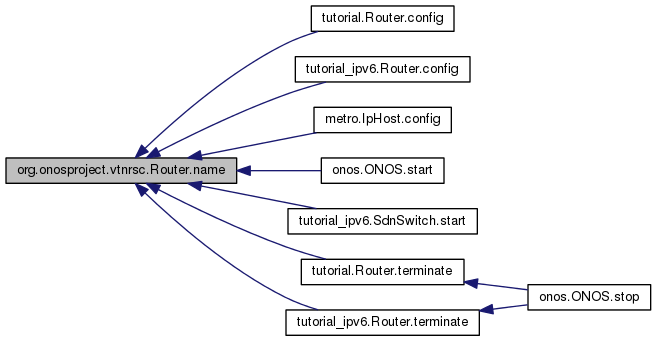 tutorial.Router.config
tutorial_ipv6.Router.config
metro.IpHost.config
org.onosproject.vtnrsc.Router.name
onos.ONOS.start
tutorial_ipv6.SdnSwitch.start
tutorial.Router.terminate
onos.ONOS.stop
tutorial_ipv6.Router.terminate